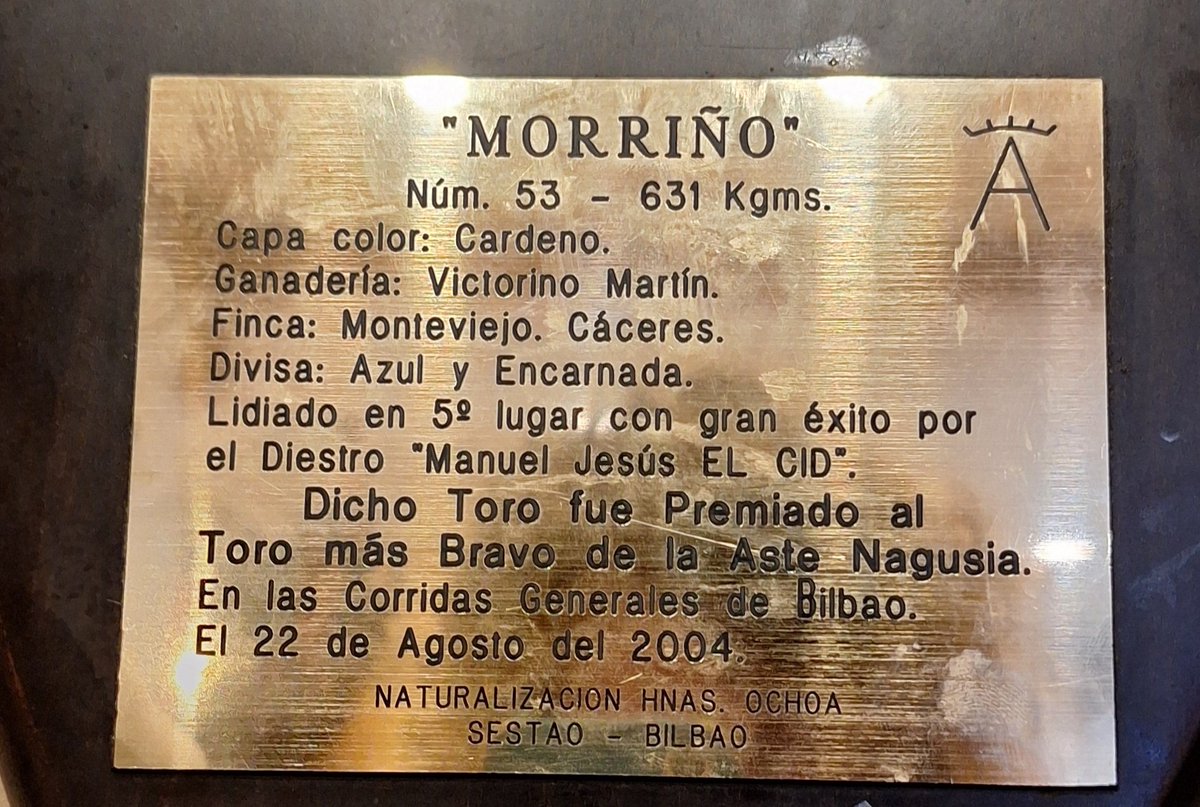 "MORRIÑO"
Núm. 53 - 631 Kgms.
Capa color: Cardeno.
Ganadería: Victorino Martín.
Finca: Monteviejo. Cáceres.
Divisa: Azul y Encarnada.
Lidiado en 5º lugar con gran éxito por
el Diestro "Manuel Jesús EL CID".
Dicho Toro fue Premiado al
Toro más Bravo de la Aste Nagusia.
En las Corridas Generales de Bilbao.
El 22 de Agosto del 2004.
NATURALIZACION HNAS. OCHOA
SESTAO - BILBAO